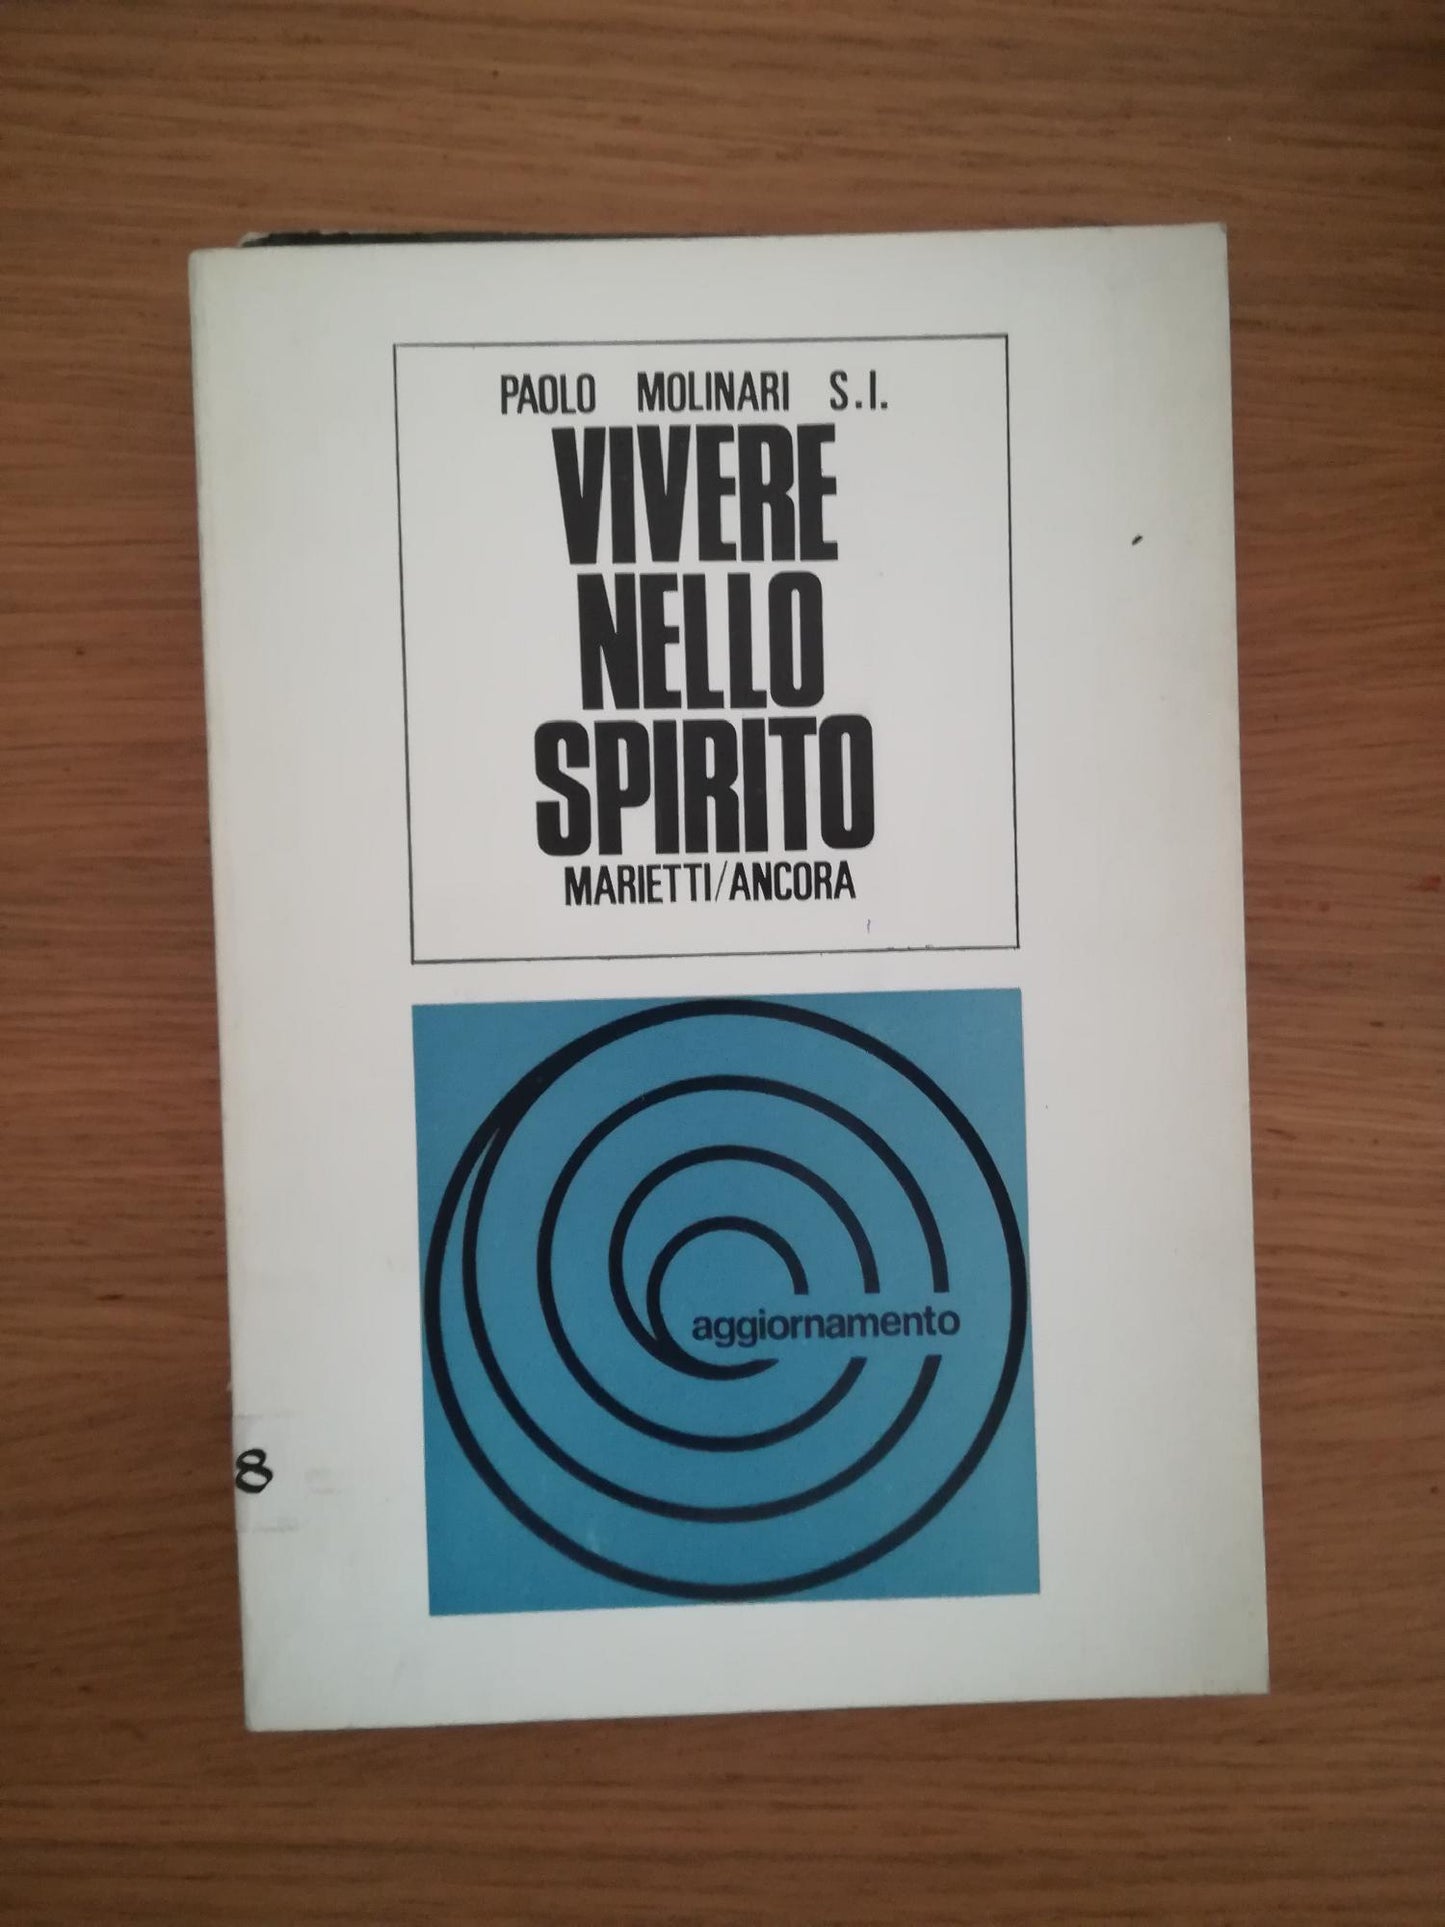 PAOLO MOLINARI S.I.
VIVERE
NELLO
SPIRITO
MARIETTI/ANCORA
aggiornamento
8